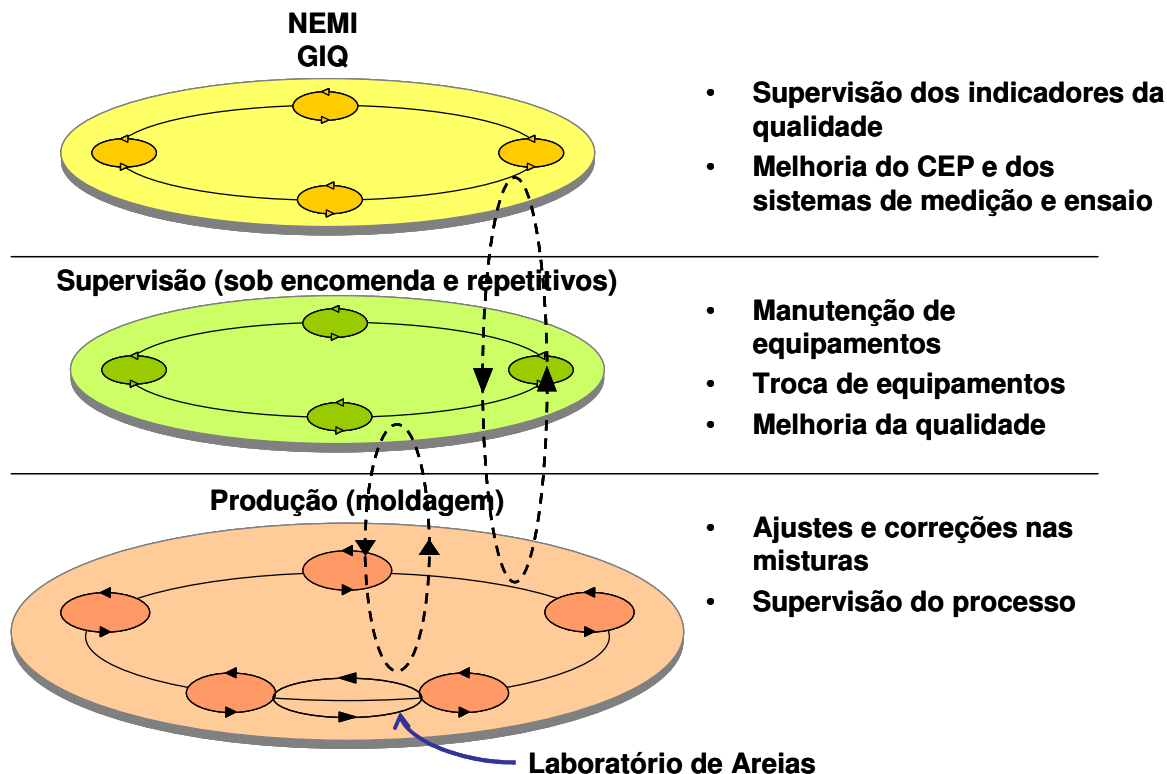 NEMI
GIQ
• Supervisão dos indicadores da
qualidade
• Melhoria do CEP e dos
sistemas de medição e ensaio
Supervisão (sob encomenda e repetitivos)
• Manutenção de
equipamentos
• Troca de equipamentos
• Melhoria da qualidade
Produção (moldagem)
• Ajustes e correções nas
misturas
• Supervisão do processo
Laboratório de Areias